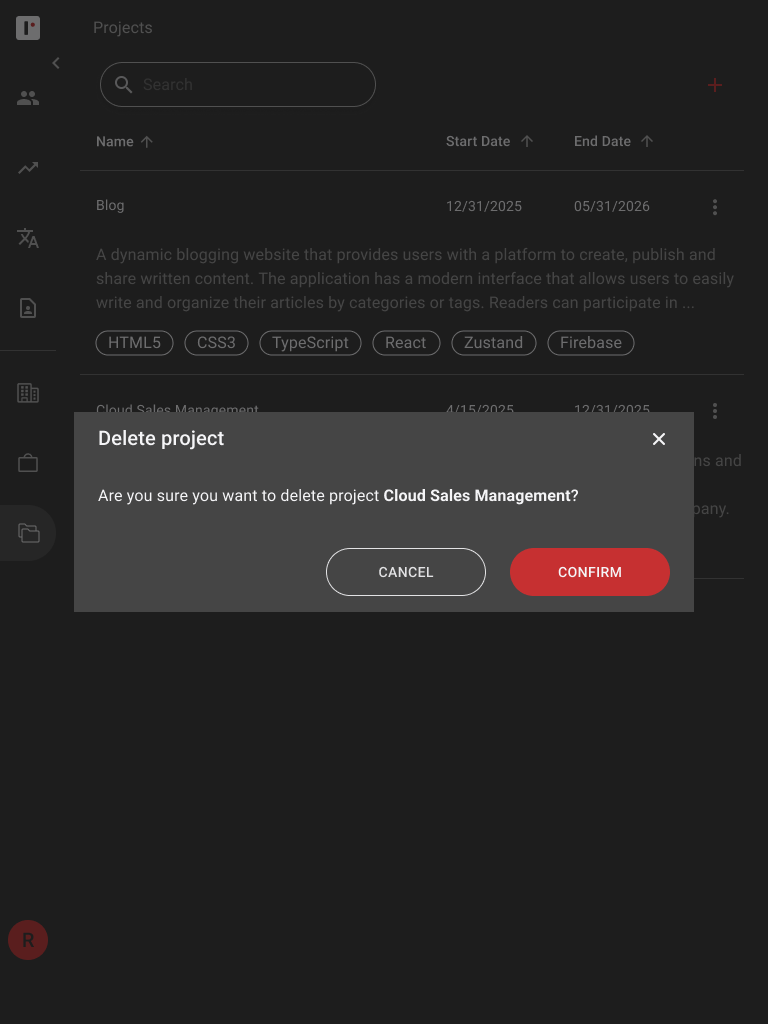 Projects
Search
Name Start Date End Date
Blog 12/31/2025 05/31/2026
A dynamic blogging website that provides users with a platform to create, publish and
share written content. The application has a modern interface that allows users to easily
write and organize their articles by categories or tags. Readers can participate in ...
HTML5 CSS3 TypeScript React Zustand Firebase
Cloud Sales Management 4/15/2025 12/31/2025
and
Delete project
Are you sure you want to delete project Cloud Sales Management?
CANCEL CONFIRM
R